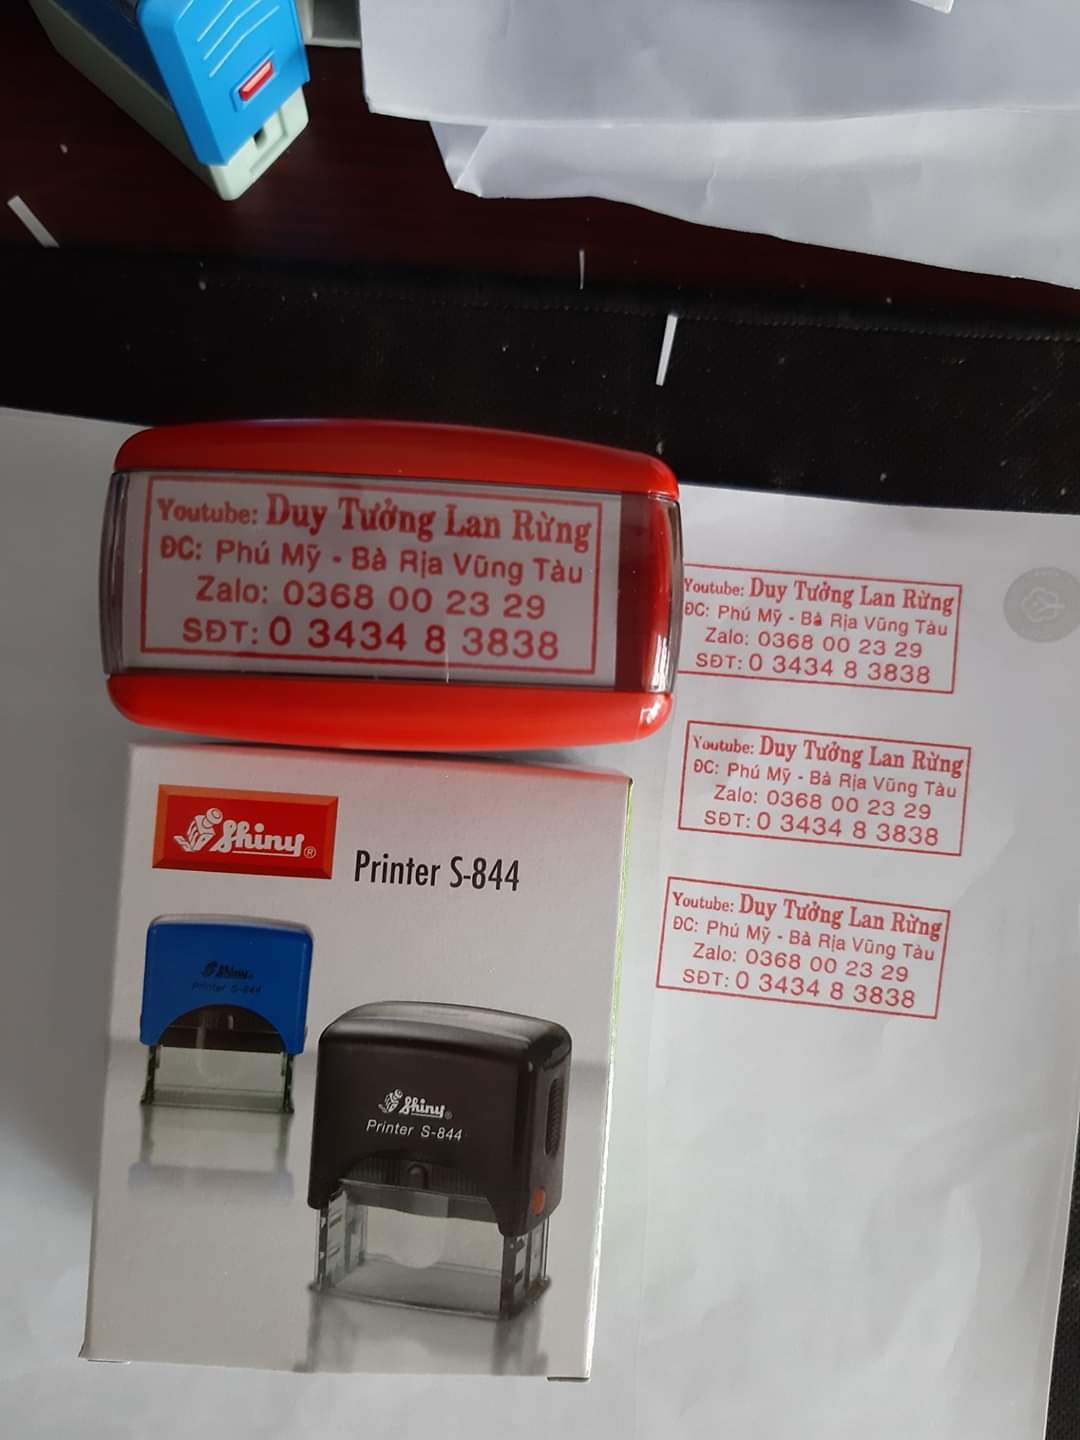 Youtube: Duy Tưởng Lan Rừng
ĐC: Phú Mỹ - Bà Rịa Vũng Tàu
Zalo: 0368 00 23 29
SĐT: 0 3434 8 3838
Youtube: Duy Tưởng Lan Rừng
ĐC: Phú Mỹ - Bà Rịa Vũng Tàu
Zalo: 0368 00 23 29
SĐT: 0 3434 8 3838
Youtube: Duy Tưởng Lan Rừng
ĐC: Phú Mỹ - Bà Rịa Vũng Tàu
Zalo: 0368 00 23 29
SĐT: 0 3434 8 3838
Youtube: Duy Tưởng Lan Rừng
ĐC: Phú Mỹ - Bà Rịa Vũng Tàu
Zalo: 0368 00 23 29
SĐT: 0 3434 8 3838
Shiny®
Printer S-844
Shiny
Printer S-844
Shiny®
Printer S-844